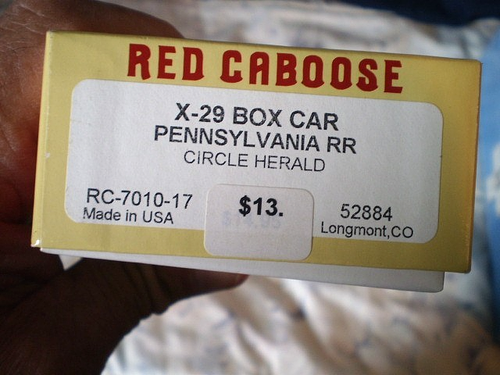 RED CABOOSE
X-29 BOX CAR
PENNSYLVANIA RR
CIRCLE HERALD
RC-7010-17
Made in USA
$13.
52884
Longmont,CO